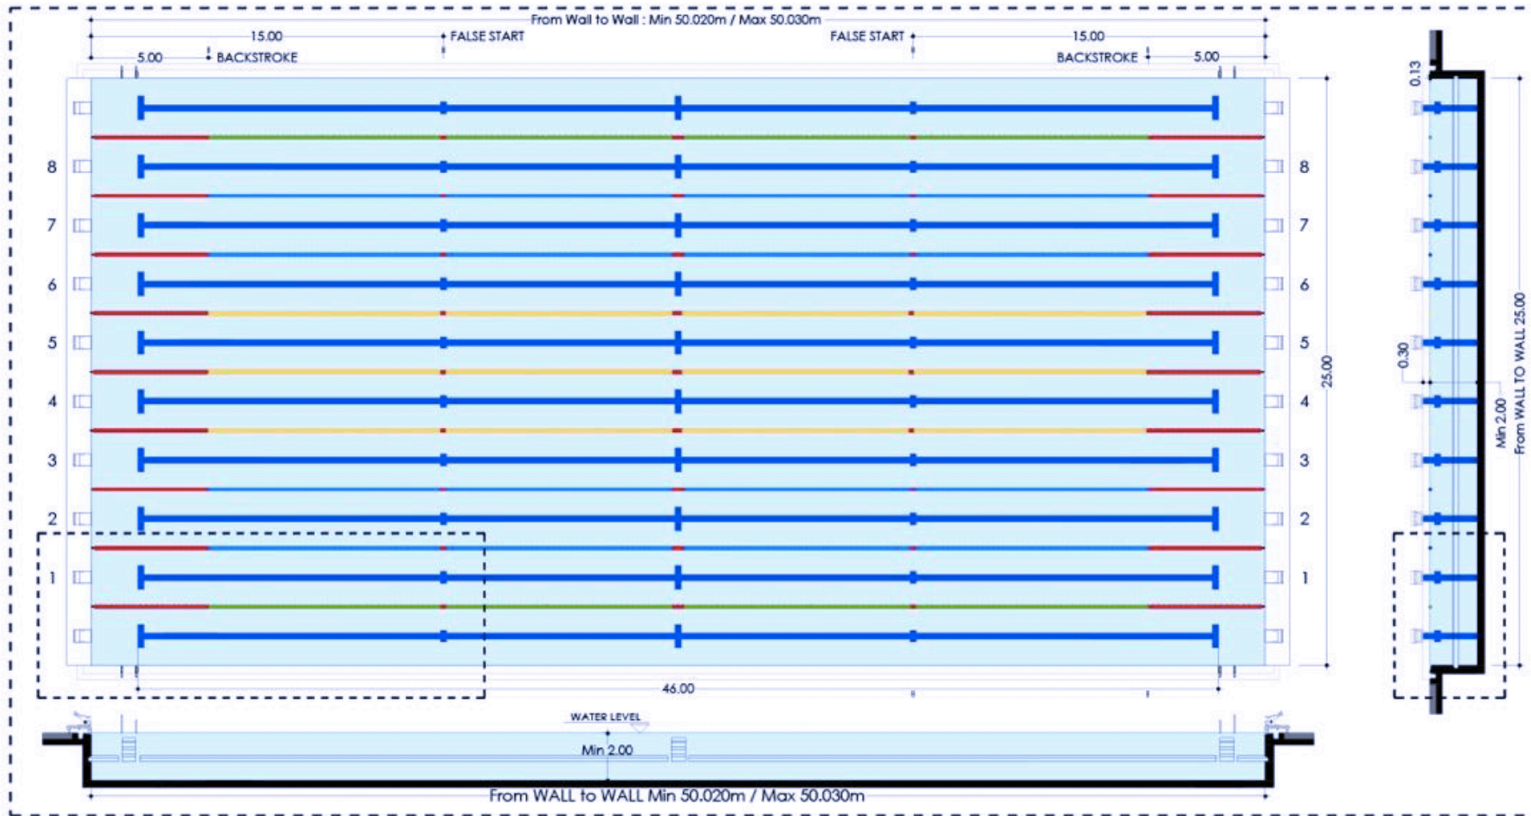 From Wall to Wall : Min 50.020m / Max 50.030m
15.00 FALSE START FALSE START 15.00
5.00 BACKSTROKE BACKSTROKE 5.00
0.13
8 8
7 7
6 6
5 5
25.00
0.30
From WALL TO WALL 25.00
4 4
Min 2.00
3 3
2 2
1 1
46.00
WATER LEVEL
Min 2.00
From WALL to WALL Min 50.020m / Max 50.030m